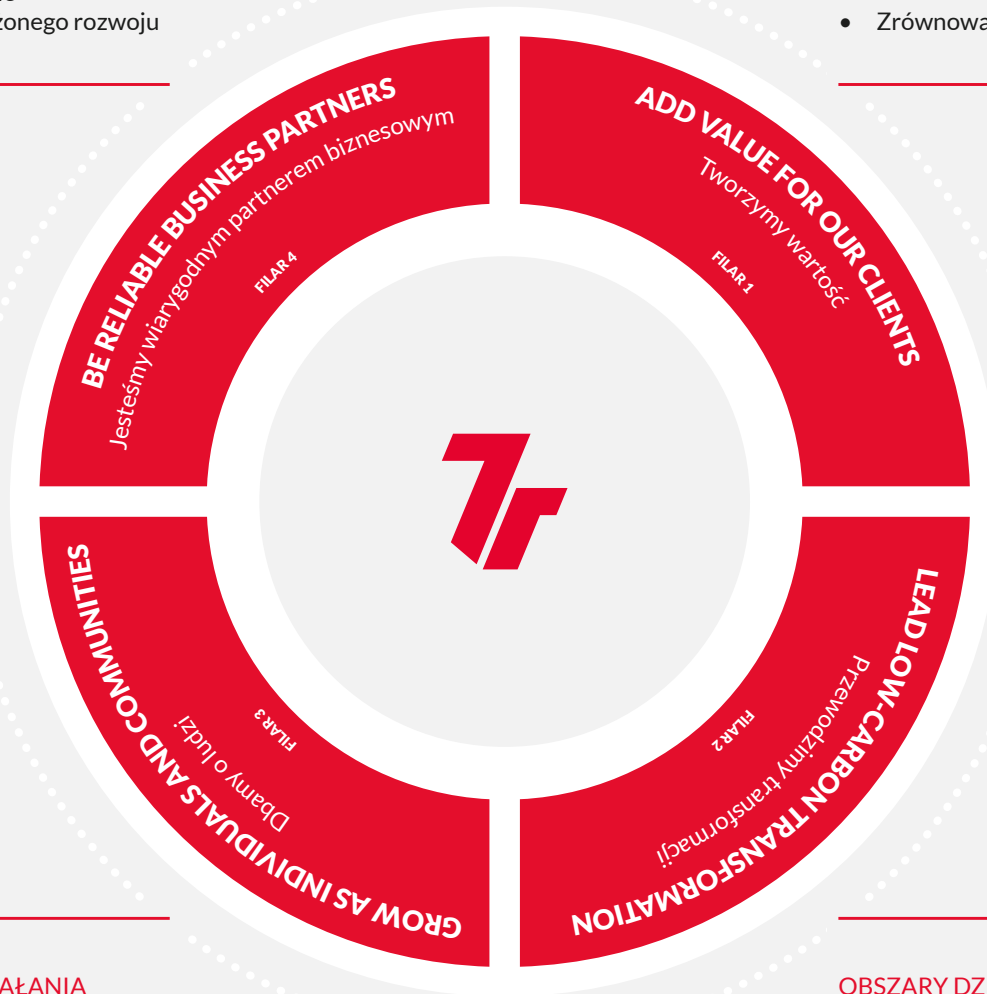 zonego rozwoju
• Zrównowa
BE RELIABLE BUSINESS PARTNERS
Jesteśmy wiarygodnym partnerem biznesowym
FILAR 4
ADD VALUE FOR OUR CLIENTS
Tworzymy wartość
FILAR 1
GROW AS INDIVIDUALS AND COMMUNITIES
Dbamy o ludzi
FILAR 3
LEAD LOW-CARBON TRANSFORMATION
Przewodzimy transformacji
FILAR 2
7r
AŁANIA
OBSZARY DZ